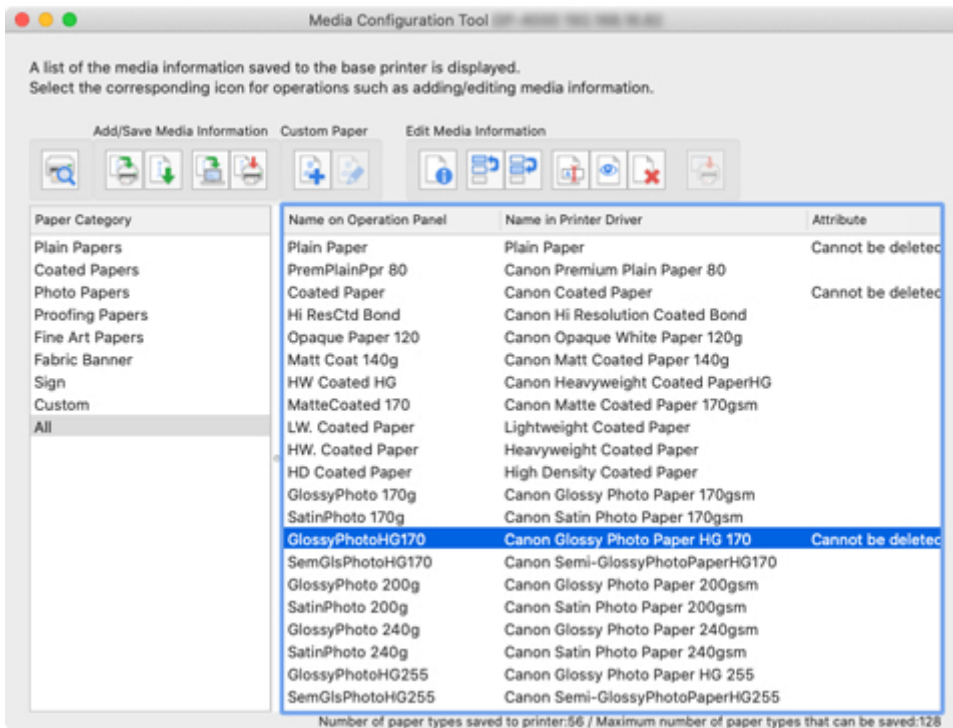 Media Configuration Tool
A list of the media information saved to the base printer is displayed.
Select the corresponding icon for operations such as adding/editing media information.
Add/Save Media Information Custom Paper Edit Media Information
Paper Category
Plain Papers
Coated Papers
Photo Papers
Proofing Papers
Fine Art Papers
Fabric Banner
Sign
Custom
All
Name on Operation Panel Name in Printer Driver Attribute
Plain Paper Plain Paper Cannot be deleted
PremPlainPpr 80 Canon Premium Plain Paper 80
Coated Paper Canon Coated Paper Cannot be deleted
Hi ResCtd Bond Canon Hi Resolution Coated Bond
Opaque Paper 120 Canon Opaque White Paper 120g
Matt Coat 140g Canon Matt Coated Paper 140g
HW Coated HG Canon Heavyweight Coated PaperHG
MatteCoated 170 Canon Matte Coated Paper 170gsm
LW. Coated Paper Lightweight Coated Paper
HW. Coated Paper Heavyweight Coated Paper
HD Coated Paper High Density Coated Paper
GlossyPhoto 170g Canon Glossy Photo Paper 170gsm
SatinPhoto 170g Canon Satin Photo Paper 170gsm
GlossyPhotoHG170 Canon Glossy Photo Paper HG 170 Cannot be deleted
SemGlsPhotoHG170 Canon Semi-GlossyPhotoPaperHG170
GlossyPhoto 200g Canon Glossy Photo Paper 200gsm
SatinPhoto 200g Canon Satin Photo Paper 200gsm
GlossyPhoto 240g Canon Glossy Photo Paper 240gsm
SatinPhoto 240g Canon Satin Photo Paper 240gsm
GlossyPhotoHG255 Canon Glossy Photo Paper HG 255
SemGlsPhotoHG255 Canon Semi-GlossyPhotoPaperHG255
Number of paper types saved to printer:56 / Maximum number of paper types that can be saved:128